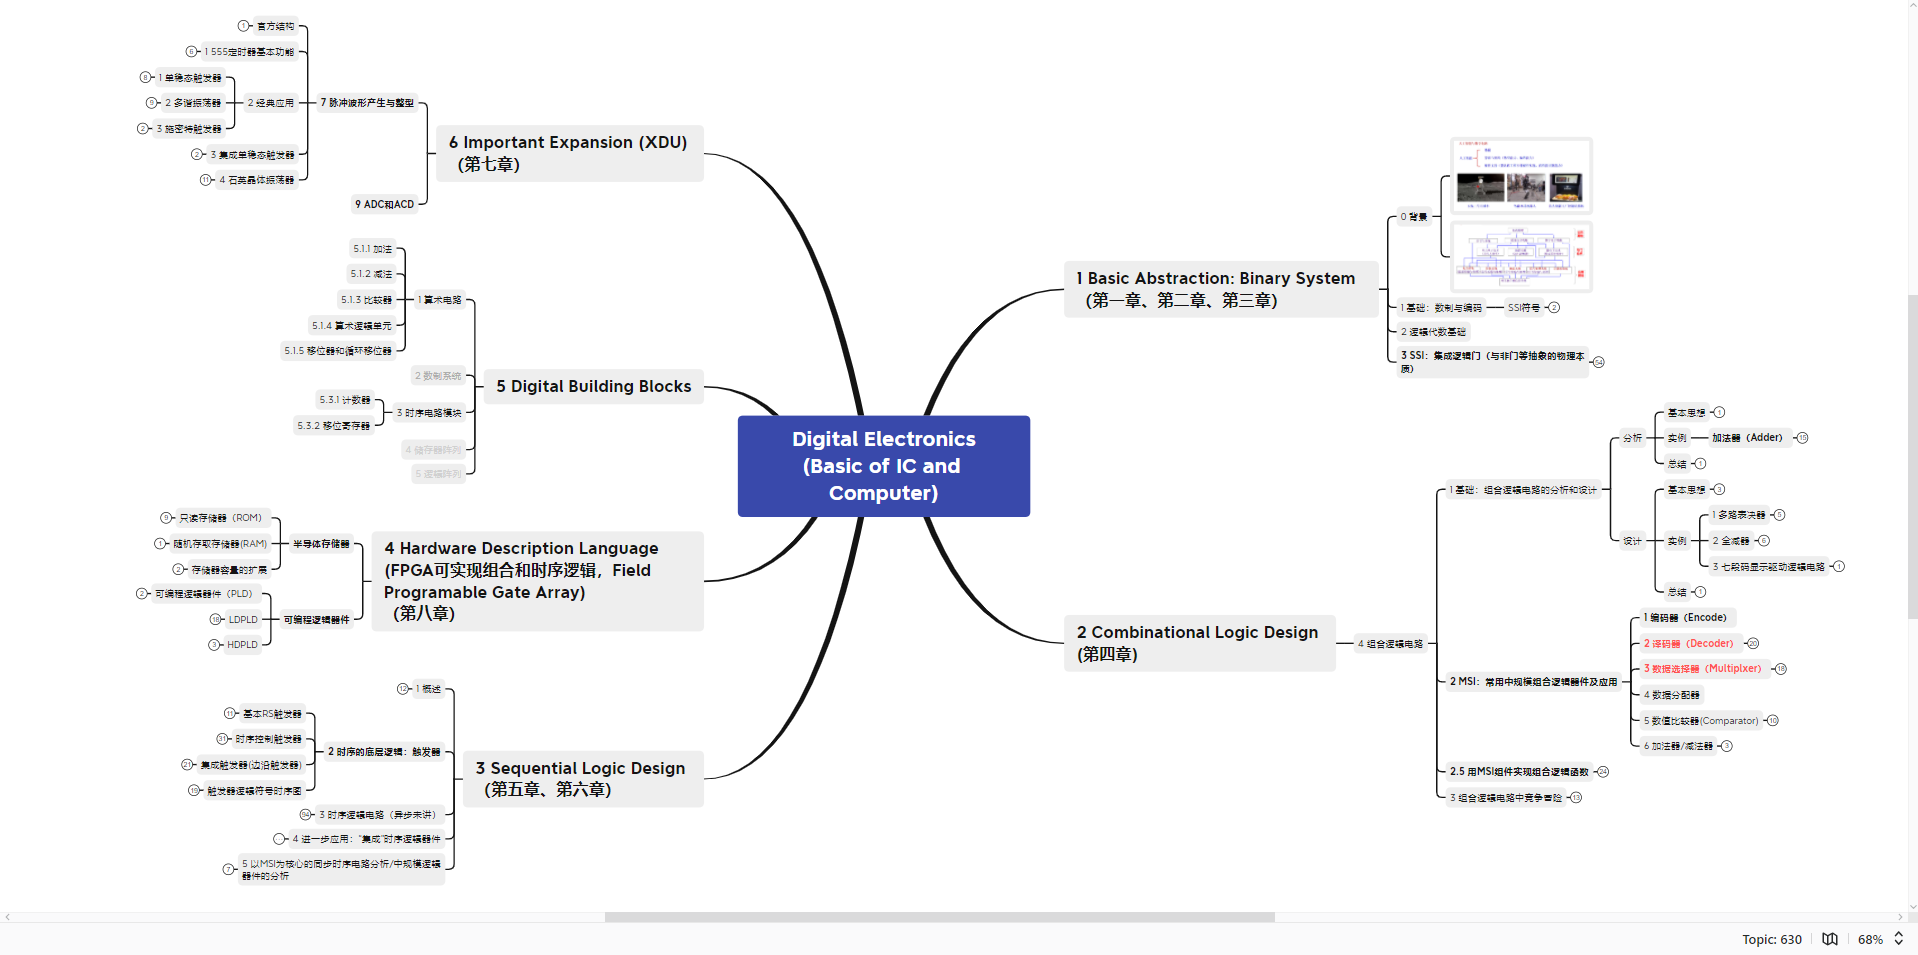 官方结构
1 555定时器基本功能
1 单稳态触发器
2 多谐振荡器
3 施密特触发器
2 经典应用
3 集成单稳态触发器
4 石英晶体振荡器
7 脉冲波形产生与整型
9 ADC和ACD
6 Important Expansion (XDU)
（第七章）
5.1.1 加法
5.1.2 减法
5.1.3 比较器
5.1.4 算术逻辑单元
5.1.5 移位器和循环移位器
1 算术电路
2 数制系统
5.3.1 计数器
5.3.2 移位寄存器
3 时序电路模块
4 储存器阵列
5 逻辑阵列
5 Digital Building Blocks
只读存储器（ROM）
随机存取存储器(RAM)
存储器容量的扩展
半导体存储器
可编程逻辑器件（PLD）
LDPLD
HDPLD
可编程逻辑器件
4 Hardware Description Language
(FPGA可实现组合和时序逻辑，Field
Programable Gate Array)
（第八章）
12
1 概述
11
基本RS触发器
31
时序控制触发器
21
集成触发器(边沿触发器)
19
触发器逻辑符号时序图
2 时序的底层逻辑：触发器
94
3 时序逻辑电路（异步未讲）
4 进一步应用："集成"时序逻辑器件
7
5 以MSI为核心的同步时序电路分析/中规模逻辑
器件的分析
3 Sequential Logic Design
（第五章、第六章）
Digital Electronics
(Basic of IC and
Computer)
1 Basic Abstraction: Binary System
（第一章、第二章、第三章）
0 背景
1 基础：数制与编码
SSI符号
2
2 逻辑代数基础
3 SSI：集成逻辑门（与非门等抽象的物理本
质）
54
2 Combinational Logic Design
(第四章)
4 组合逻辑电路
1 基础：组合逻辑电路的分析和设计
分析
基本思想
1
实例
加法器（Adder）
15
总结
1
设计
基本思想
3
实例
1 多路表决器
5
2 全减器
6
3 七段码显示驱动逻辑电路
1
总结
1
2 MSI：常用中规模组合逻辑器件及应用
1 编码器（Encode）
2 译码器（Decoder）
20
3 数据选择器（Multiplxer）
18
4 数据分配器
5 数值比较器(Comparator)
10
6 加法器/减法器
3
2.5 用MSI组件实现组合逻辑函数
24
3 组合逻辑电路中竞争冒险
13
Topic: 630
68%